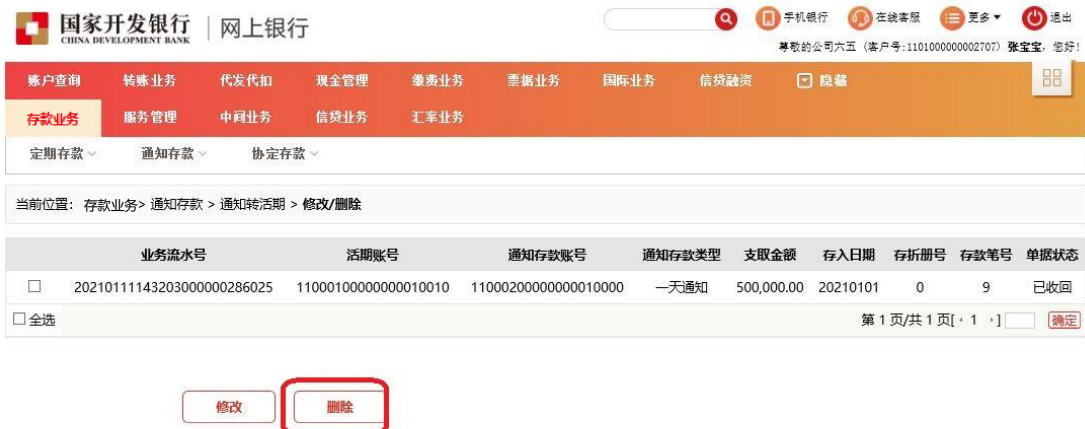 国家开发银行 网上银行 手机银行 在线客服 更多 退出
CHINA DEVELOPMENT BANK
尊敬的公司六五（客户号:1101000000002707）张宝宝，您好!
账户查询 转账业务 代发代扣 现金管理 缴费业务 票据业务 国际业务 信贷融资 隐藏
存款业务 服务管理 中间业务 信贷业务 汇率业务
定期存款 通知存款 协定存款
当前位置：存款业务> 通知存款 > 通知转活期 > 修改/删除
业务流水号 活期账号 通知存款账号 通知存款类型 支取金额 存入日期 存折册号 存款笔号 单据状态
20210111143203000000286025 11000100000000010010 11000200000000010000 一天通知 500,000.00 20210101 0 9 已收回
全选 第 1 页/共 1 页[ 1 ] 确定
修改 删除